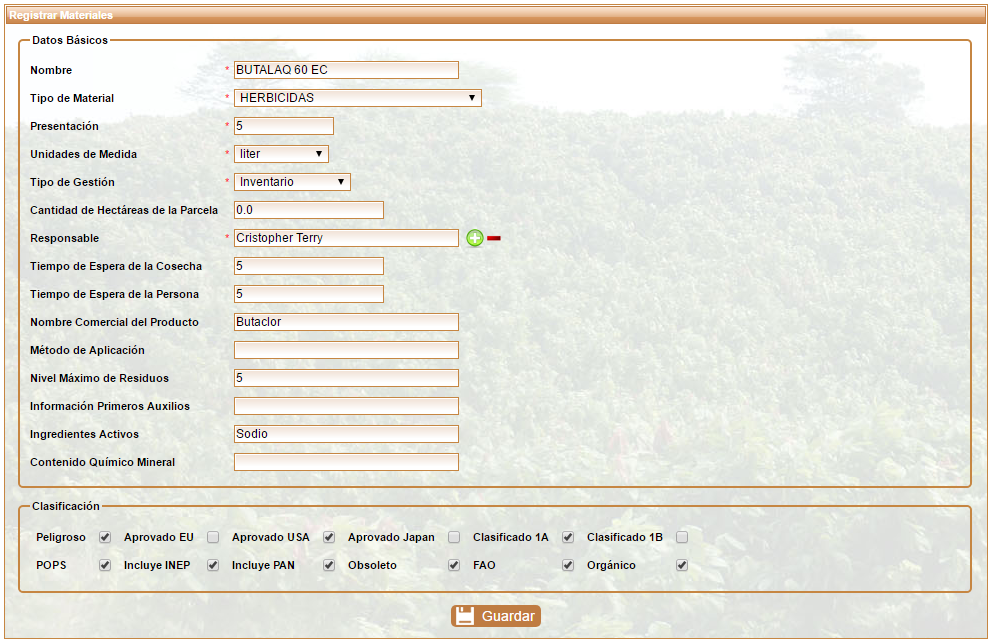 Registrar Materiales
Datos Básicos
Nombre * BUTALAQ 60 EC
Tipo de Material * HERBICIDAS
Presentación * 5
Unidades de Medida * liter
Tipo de Gestión * Inventario
Cantidad de Hectáreas de la Parcela 0.0
Responsable * Cristopher Terry
Tiempo de Espera de la Cosecha 5
Tiempo de Espera de la Persona 5
Nombre Comercial del Producto Butaclor
Método de Aplicación
Nivel Máximo de Residuos 5
Información Primeros Auxilios
Ingredientes Activos Sodio
Contenido Químico Mineral
Clasificación
Peligroso Aprovado EU Aprovado USA Aprovado Japan Clasificado 1A Clasificado 1B
POPS Incluye INEP Incluye PAN Obsoleto FAO Orgánico
Guardar